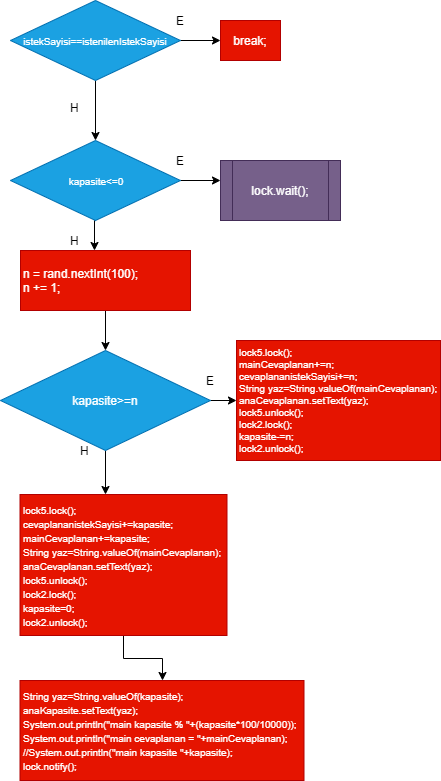 E
istekSayisi==istenilenIstekSayisi
break;
H
E
kapasite<=0
lock.wait();
H
n = rand.nextInt(100);
n += 1;
E
kapasite>=n
lock5.lock();
mainCevaplanan+=n;
cevaplananistekSayisi+=n;
String yaz=String.valueOf(mainCevaplanan);
anaCevaplanan.setText(yaz);
lock5.unlock();
lock2.lock();
kapasite-=n;
lock2.unlock();
H
lock5.lock();
cevaplananistekSayisi+=kapasite;
mainCevaplanan+=kapasite;
String yaz=String.valueOf(mainCevaplanan);
anaCevaplanan.setText(yaz);
lock5.unlock();
lock2.lock();
kapasite=0;
lock2.unlock();
String yaz=String.valueOf(kapasite);
anaKapasite.setText(yaz);
System.out.println("main kapasite % "+(kapasite*100/10000));
System.out.println("main cevaplanan = "+mainCevaplanan);
//System.out.println("main kapasite "+kapasite);
lock.notify();